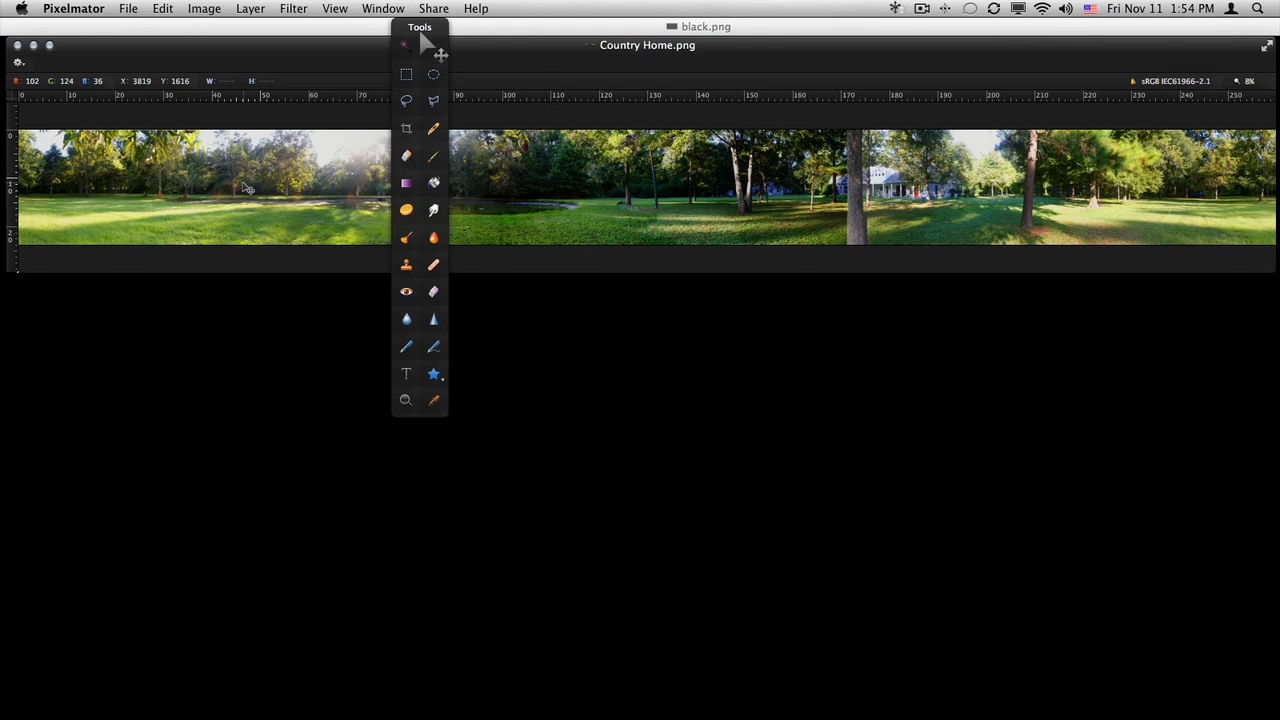 Pixelmator File Edit Image Layer Filter View Window Share Help Fri Nov 11 1:54 PM
Tools
black.png
Country Home.png
R: 102 G: 124 B: 36 X: 3819 Y: 1616 W: H: sRGB IEC61966-2.1 8%
0 10 20 30 40 50 60 70 90 100 110 120 130 140 150 160 170 180 190 200 210 220 230 240 250
0
10
20
T